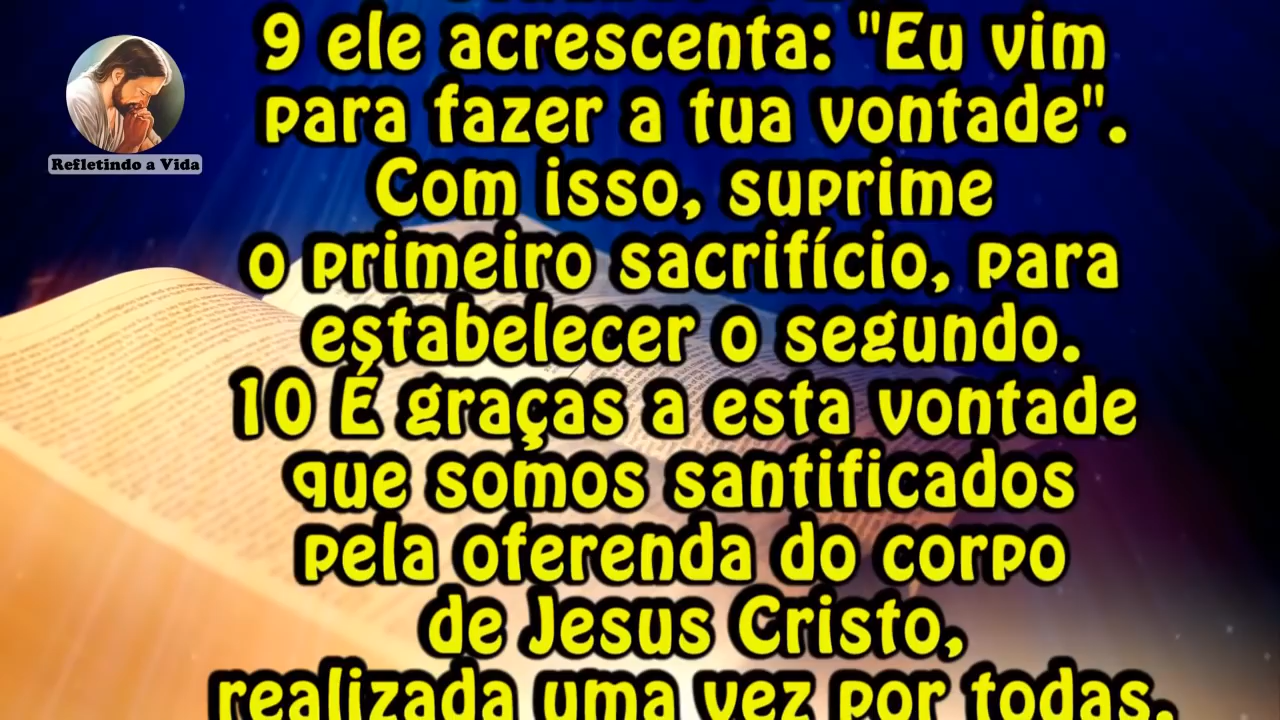 9 ele acrescenta: "Eu vim
para fazer a tua vontade".
Com isso, suprime
o primeiro sacrifício, para
estabelecer o segundo.
10 É graças a esta vontade
que somos santificados
pela oferenda do corpo
de Jesus Cristo,
realizada uma vez por todas.
Refletindo a Vida